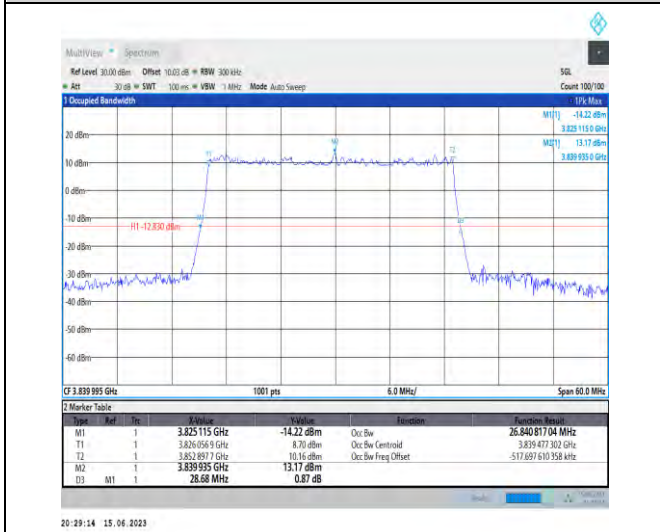 MultiView Spectrum
Ref Level 30.00 dBm Offset 10.03 dB RBW 300 kHz SGL
Att 30 dB SWT 100 ms VBW 1 MHz Mode Auto Sweep Count 100/100
1 Occupied Bandwidth 1Pk Max
M1[1] -14.22 dBm
3.825 115 0 GHz
M2[1] 13.17 dBm
3.839 935 0 GHz
20 dBm
M2
T1 T2
10 dBm
0 dBm
-10 dBm
M1
H1 -12.830 dBm
-20 dBm
-30 dBm
-40 dBm
-50 dBm
-60 dBm
CF 3.839 995 GHz 1001 pts 6.0 MHz/ Span 60.0 MHz
2 Marker Table
Type Ref Trc X-Value Y-Value Function Function Result
M1 1 3.825 115 GHz -14.22 dBm Occ Bw 26.840 817 04 MHz
T1 1 3.826 056 9 GHz 8.70 dBm Occ Bw Centroid 3.839 477 302 GHz
T2 1 3.852 897 7 GHz 10.16 dBm Occ Bw Freq Offset -517.697 610 358 kHz
M2 1 3.839 935 GHz 13.17 dBm
D3 M1 1 28.68 MHz 0.87 dB
20:29:14 15.06.2023